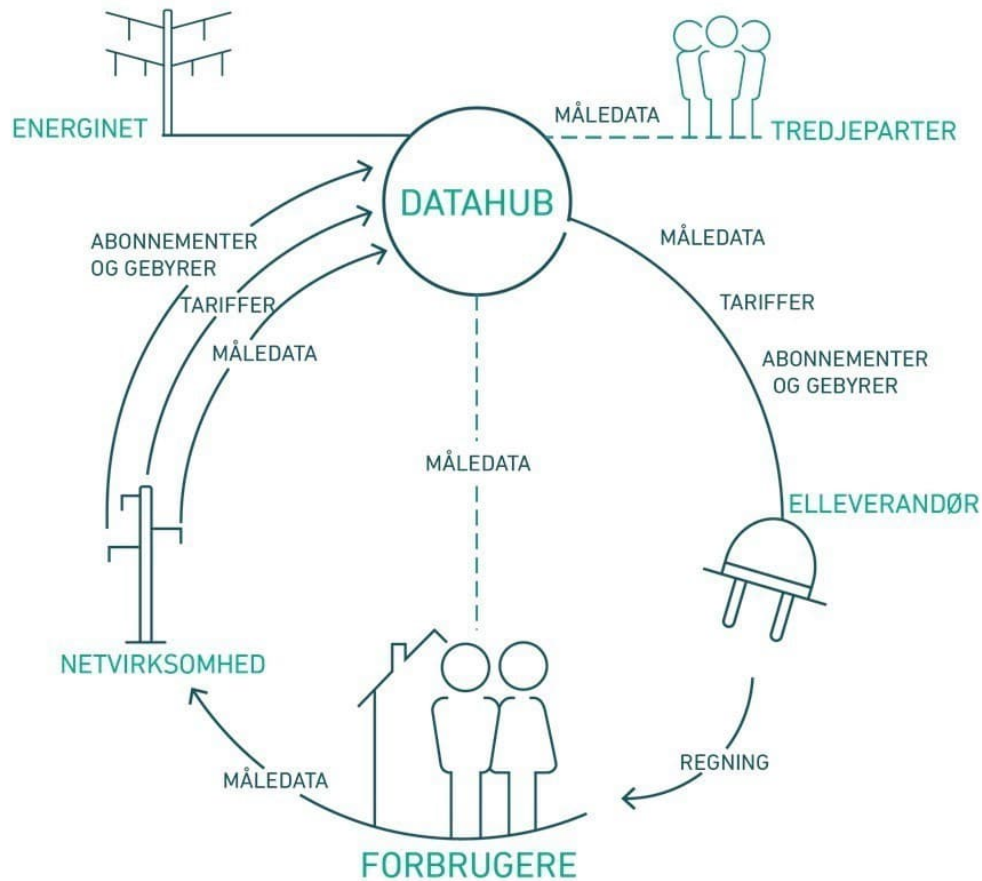 ENERGINET
MÅLEDATA
TREDJEPARTER
DATAHUB
ABONNEMENTER
OG GEBYRER
TARIFFER
MÅLEDATA
MÅLEDATA
TARIFFER
ABONNEMENTER
OG GEBYRER
MÅLEDATA
ELLEVERANDØR
NETVIRKSOMHED
REGNING
MÅLEDATA
FORBRUGERE